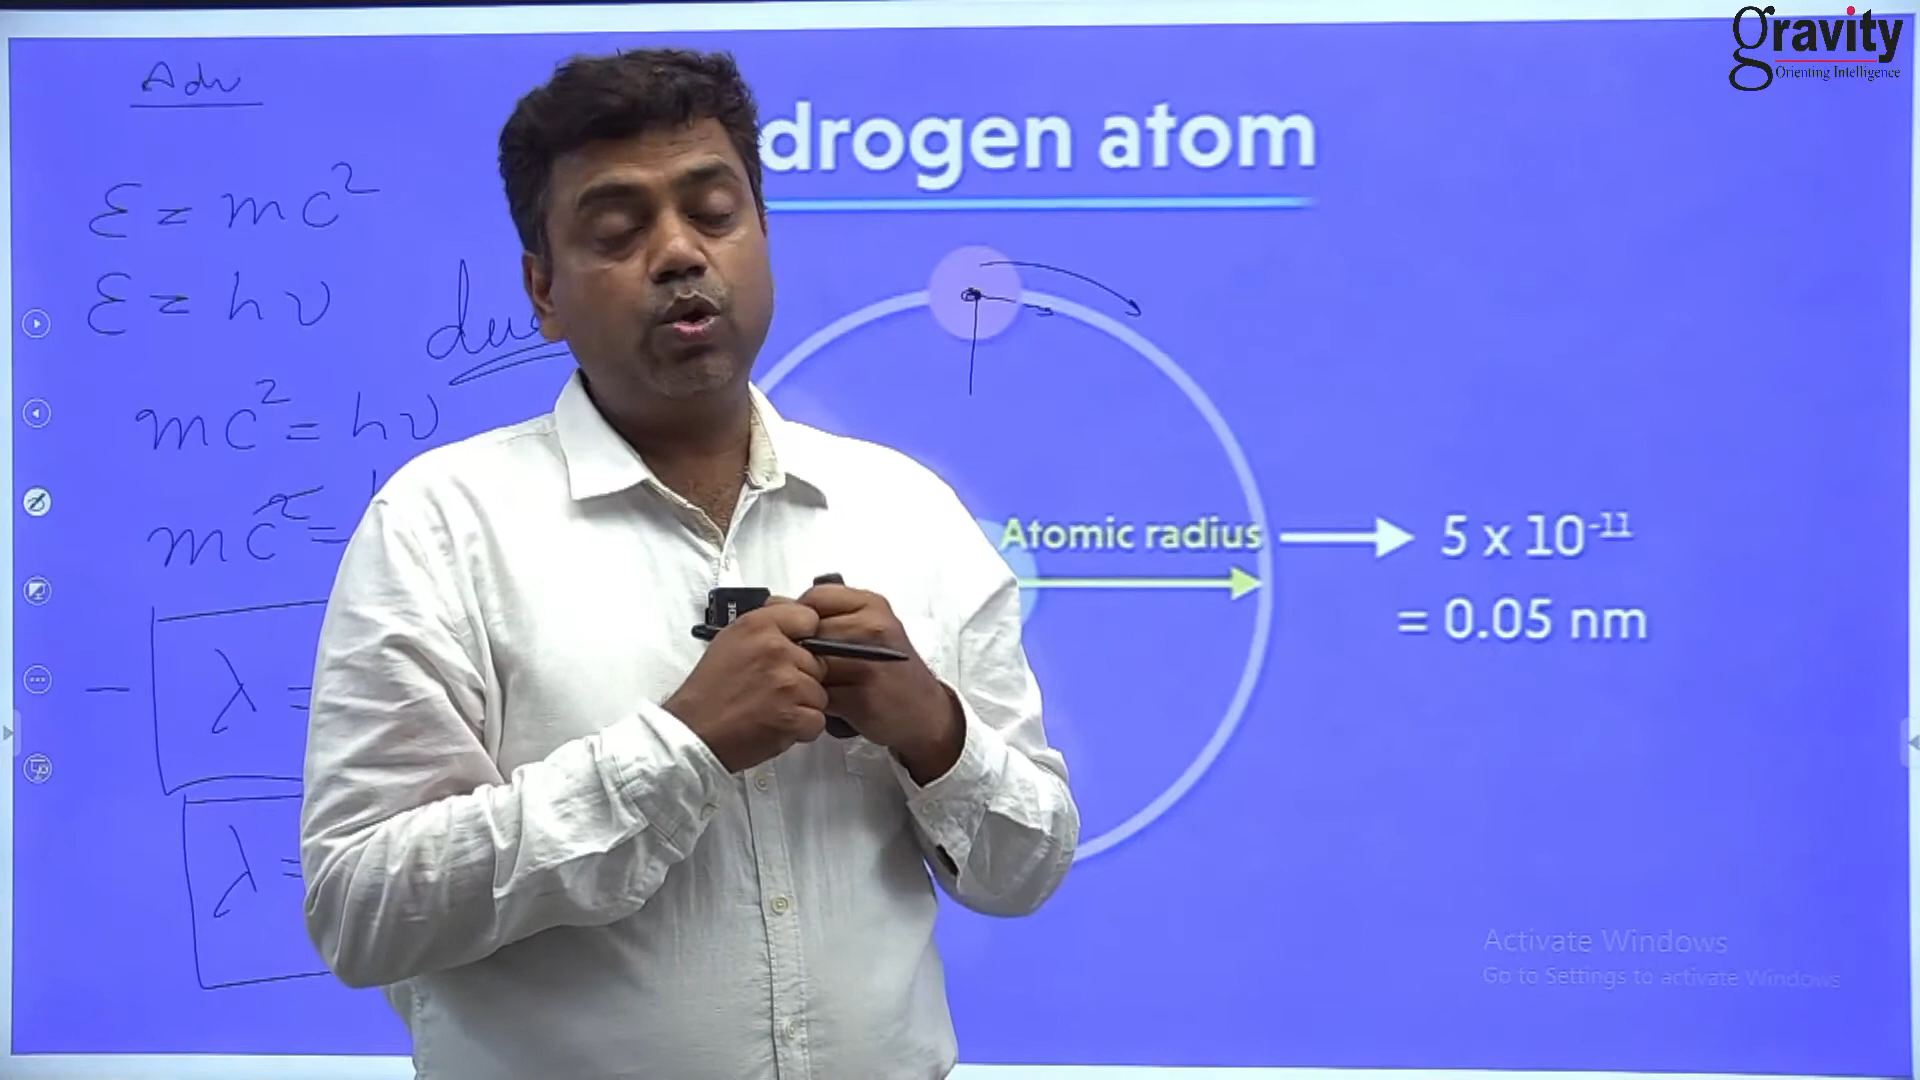 gravity
Orienting Intelligence
Adv
drogen atom
E = mc²
E = hν
mc² = hν
mc² =
λ =
λ =
Atomic radius
5 x 10⁻¹¹
= 0.05 nm
Activate Windows
Go to Settings to activate Windows